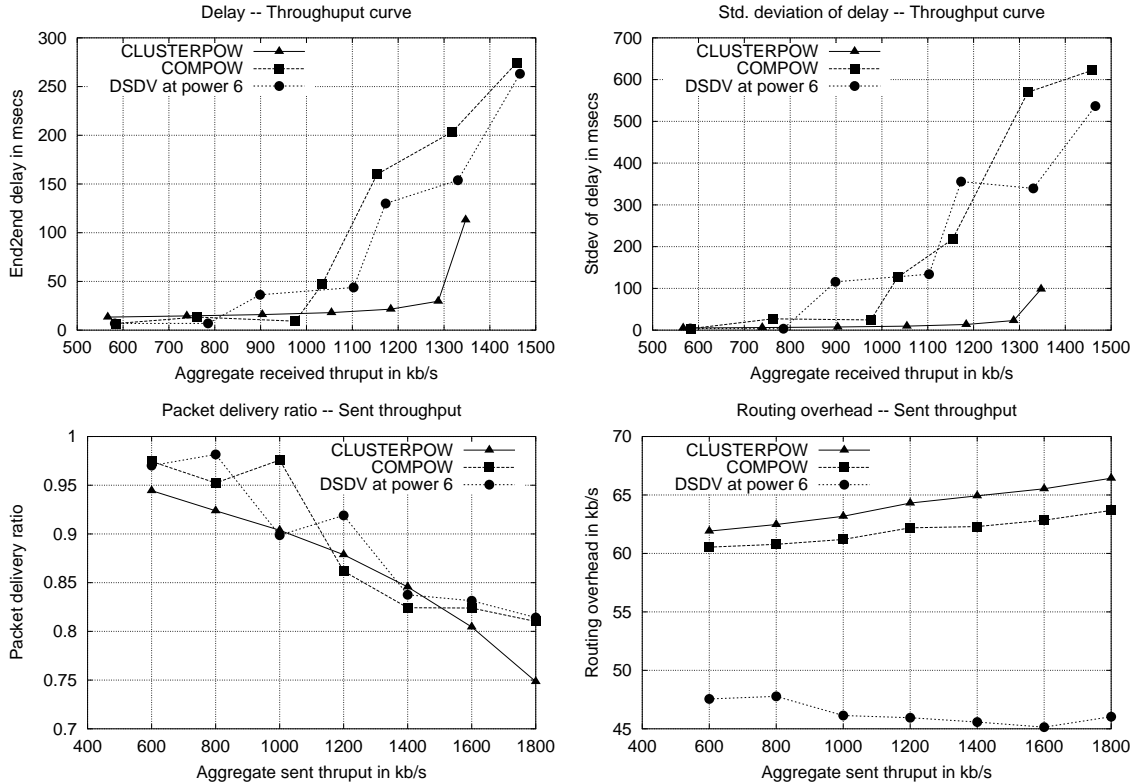 Delay -- Throughuput curve
End2end delay in msecs
300
250
200
150
100
50
0
CLUSTERPOW
COMPOW
DSDV at power 6
500 600 700 800 900 1000 1100 1200 1300 1400 1500
Aggregate received thruput in kb/s
Std. deviation of delay -- Throughput curve
Stdev of delay in msecs
700
600
500
400
300
200
100
0
CLUSTERPOW
COMPOW
DSDV at power 6
500 600 700 800 900 1000 1100 1200 1300 1400 1500
Aggregate received thruput in kb/s
Packet delivery ratio -- Sent throughput
Packet delivery ratio
1
0.95
0.9
0.85
0.8
0.75
0.7
CLUSTERPOW
COMPOW
DSDV at power 6
400 600 800 1000 1200 1400 1600 1800
Aggregate sent thruput in kb/s
Routing overhead -- Sent Throughput
Routing overhead in kb/s
70
65
60
55
50
45
CLUSTERPOW
COMPOW
DSDV at power 6
400 600 800 1000 1200 1400 1600 1800
Aggregate sent thruput in kb/s